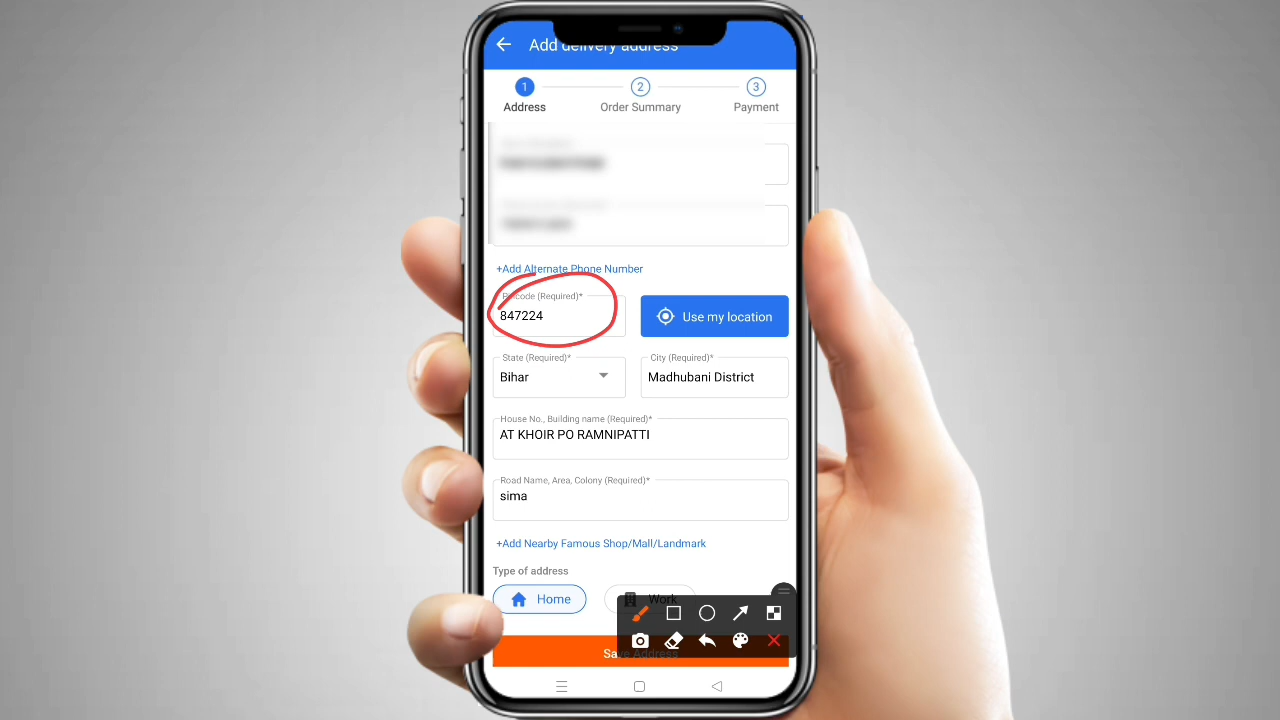 Add delivery address
1
2
3
Address
Order Summary
Payment
+Add Alternate Phone Number
Pincode (Required)*
847224
Use my location
State (Required)*
Bihar
City (Required)*
Madhubani District
House No., Building name (Required)*
AT KHOIR PO RAMNIPATTI
Road Name, Area, Colony (Required)*
sima
+Add Nearby Famous Shop/Mall/Landmark
Type of address
Home
Work
Save Address